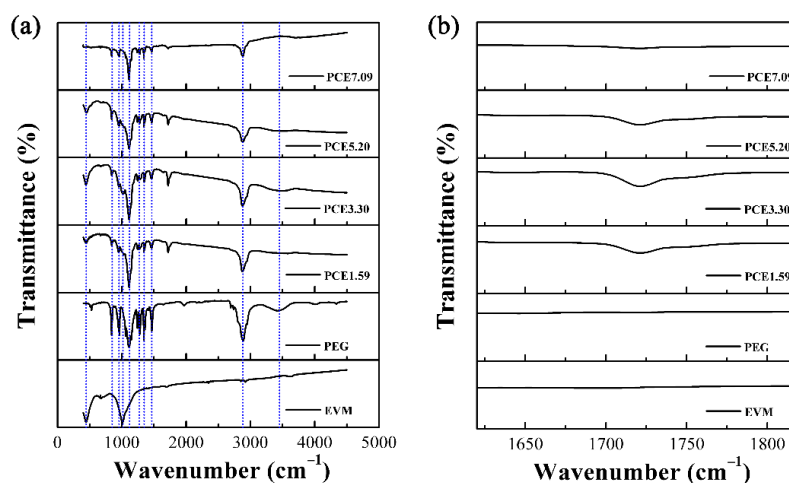 (a)
(b)
Transmittance (%)
PCE7.09
PCE5.20
PCE3.30
PCE1.59
PEG
EVM
0 1000 2000 3000 4000 5000
Wavenumber (cm⁻¹)
Transmittance (%)
PCE7.09
PCE5.20
PCE3.30
PCE1.59
PEG
EVM
1650 1700 1750 1800
Wavenumber (cm⁻¹)